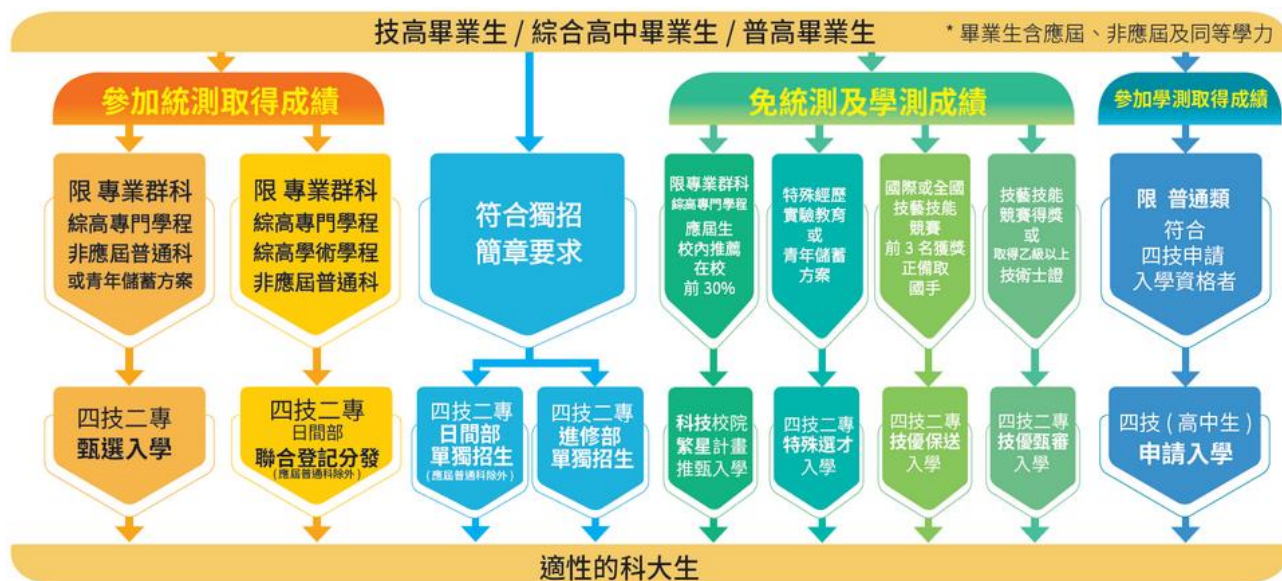 技高畢業生 / 綜合高中畢業生 / 普高畢業生
* 畢業生含應屆、非應屆及同等學力
參加統測取得成績
免統測及學測成績
參加學測取得成績
限 專業群科
綜高專門學程
非應屆普通科
或青年儲蓄方案
限 專業群科
綜高專門學程
綜高學術學程
非應屆普通科
符合獨招
簡章要求
限專業群科
綜高專門學程
應屆生
校內推薦
在校
前 30%
特殊經歷
實驗教育
或
青年儲蓄
方案
國際或全國
技藝技能
競賽
前 3 名獲獎
正備取
國手
技藝技能
競賽得獎
或
取得乙級以上
技術士證
限 普通類
符合
四技申請
入學資格者
四技二專
甄選入學
四技二專
日間部
聯合登記分發
(應屆普通科除外)
四技二專
日間部
單獨招生
(應屆普通科除外)
四技二專
進修部
單獨招生
科技校院
繁星計畫
推甄入學
四技二專
特殊選才
入學
四技二專
技優保送
入學
四技二專
技優甄審
入學
四技 ( 高中生 )
申請入學
適性的科大生